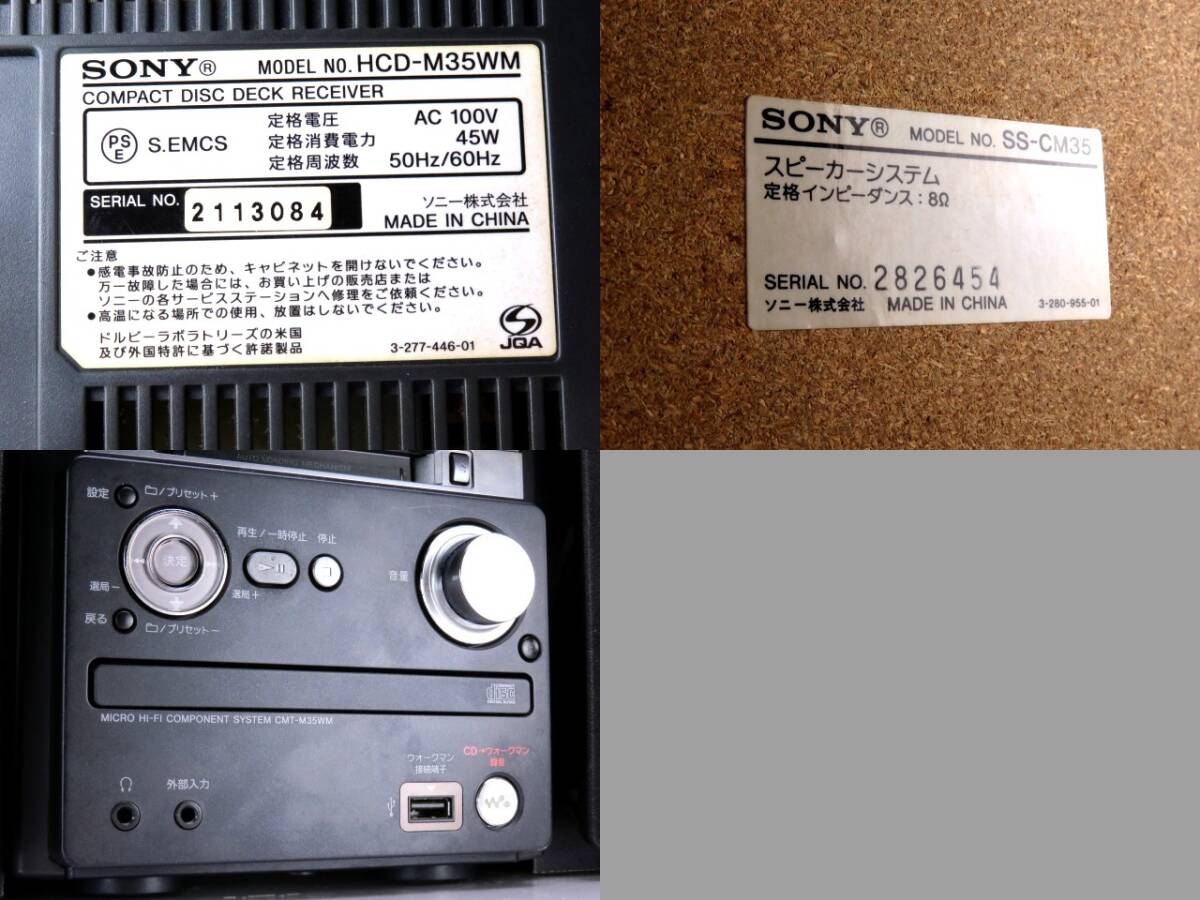 SONY® MODEL NO. HCD-M35WM
COMPACT DISC DECK RECEIVER
PSE S.EMCS
定格電圧 AC 100V
定格消費電力 45W
定格周波数 50Hz/60Hz
SERIAL NO. 2113084
ソニー株式会社
MADE IN CHINA
ご注意
●感電事故防止のため、キャビネットを開けないでください。
万一故障した場合には、お買い上げの販売店または
ソニーの各サービスステーションへ修理をご依頼ください。
●高温になる場所での使用、放置はしないでください。
ドルビーラボラトリーズの米国
及び外国特許に基づく許諾製品
3-277-446-01
JQA
SONY® MODEL NO. SS-CM35
スピーカーシステム
定格インピーダンス：8Ω
SERIAL NO. 2826454
ソニー株式会社 MADE IN CHINA 3-280-955-01
AUTO LOADING MECHANISM
設定
/プリセット+
再生/一時停止 停止
決定
音量
選局−
選局+
戻る
/プリセット−
disc
MICRO HI-FI COMPONENT SYSTEM CMT-M35WM
外部入力
ウォークマン
接続端子
CD→ウォークマン
録音